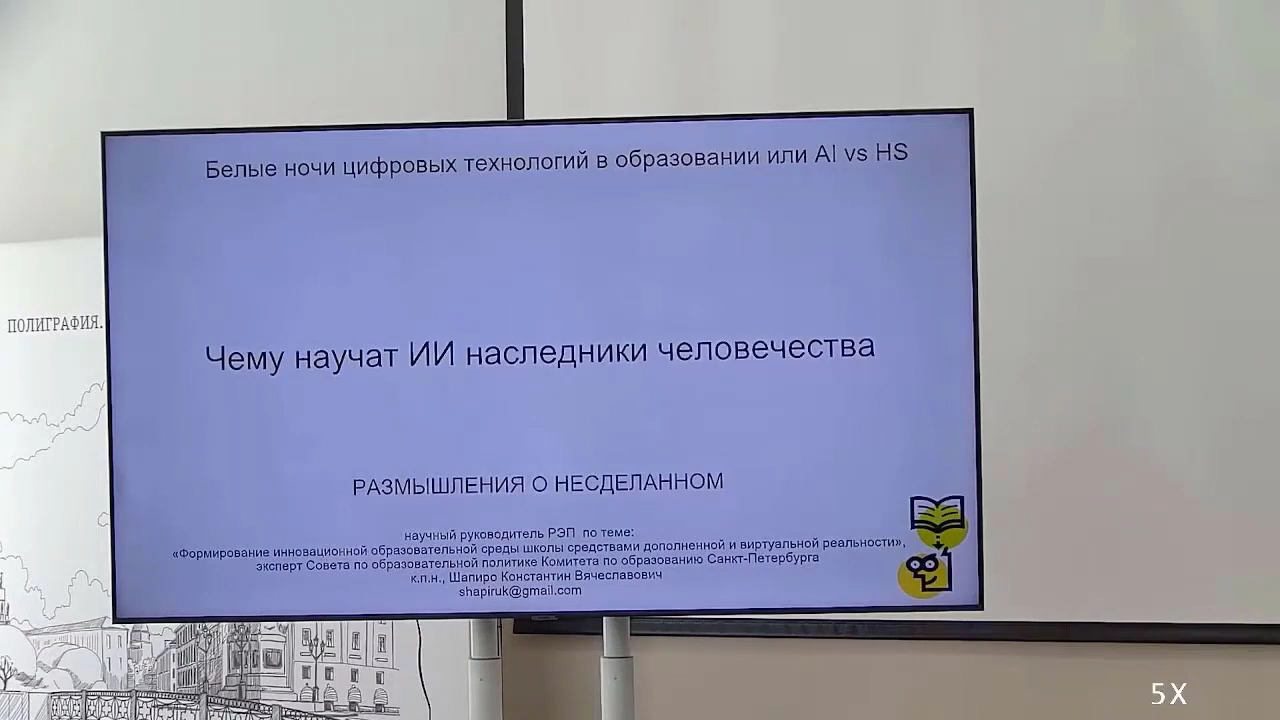 Белые ночи цифровых технологий в образовании или AI vs HS
ПОЛИГРАФИЯ.
Чему научат ИИ наследники человечества
РАЗМЫШЛЕНИЯ О НЕСДЕЛАННОМ
научный руководитель РЭП по теме:
«Формирование инновационной образовательной среды школы средствами дополненной и виртуальной реальности»,
эксперт Совета по образовательной политике Комитета по образованию Санкт-Петербурга
к.п.н., Шапиро Константин Вячеславович
shapiruk@gmail.com
5X